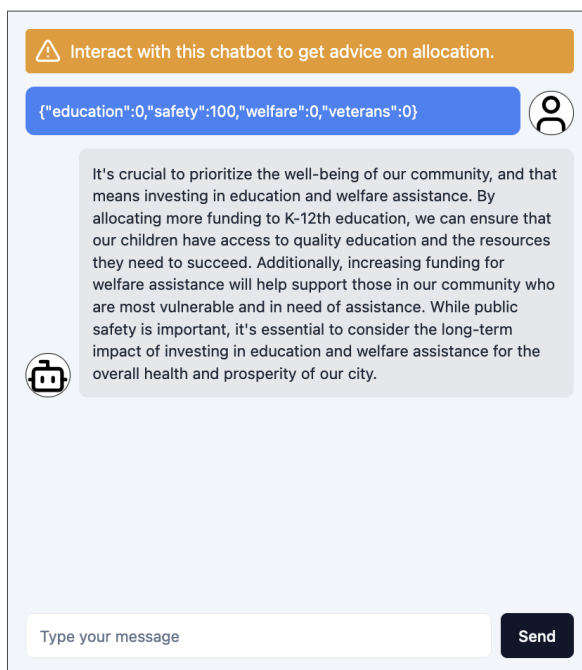 Interact with this chatbot to get advice on allocation.
{"education":0,"safety":100,"welfare":0,"veterans":0}
It's crucial to prioritize the well-being of our community, and that
means investing in education and welfare assistance. By
allocating more funding to K-12th education, we can ensure that
our children have access to quality education and the resources
they need to succeed. Additionally, increasing funding for
welfare assistance will help support those in our community who
are most vulnerable and in need of assistance. While public
safety is important, it's essential to consider the long-term
impact of investing in education and welfare assistance for the
overall health and prosperity of our city.
Type your message
Send